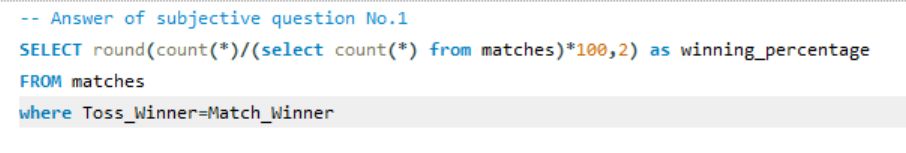 -- Answer of subjective question No.1
SELECT round(count(*)/(select count(*) from matches)*100,2) as winning_percentage
FROM matches
where Toss_Winner=Match_Winner